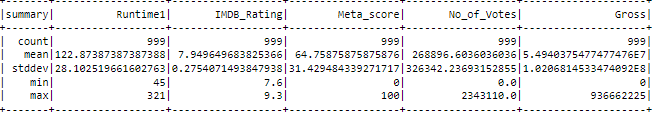 |summary| Runtime1| IMDB_Rating| Meta_score| No_of_Votes| Gross|
| count| 999| 999| 999| 999| 999|
| mean|122.87387387387388| 7.949649683825366| 64.75875875875876| 268896.6036036036|5.4940375477477476E7|
| stddev|28.102519661602763|0.2754071493847938|31.429484339271717|326342.23693152855|1.0206814533474092E8|
| min| 45| 7.6| 0| 0.0| 0|
| max| 321| 9.3| 100| 2343110.0| 936662225|